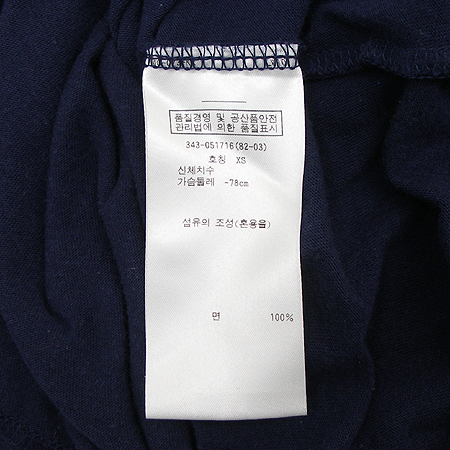 품질경영 및 공산품안전
관리법에 의한 품질표시
343-051716(82-03)
호칭 XS
신체치수
가슴둘레 -78cm
섬유의 조성(혼용율)
면 100%